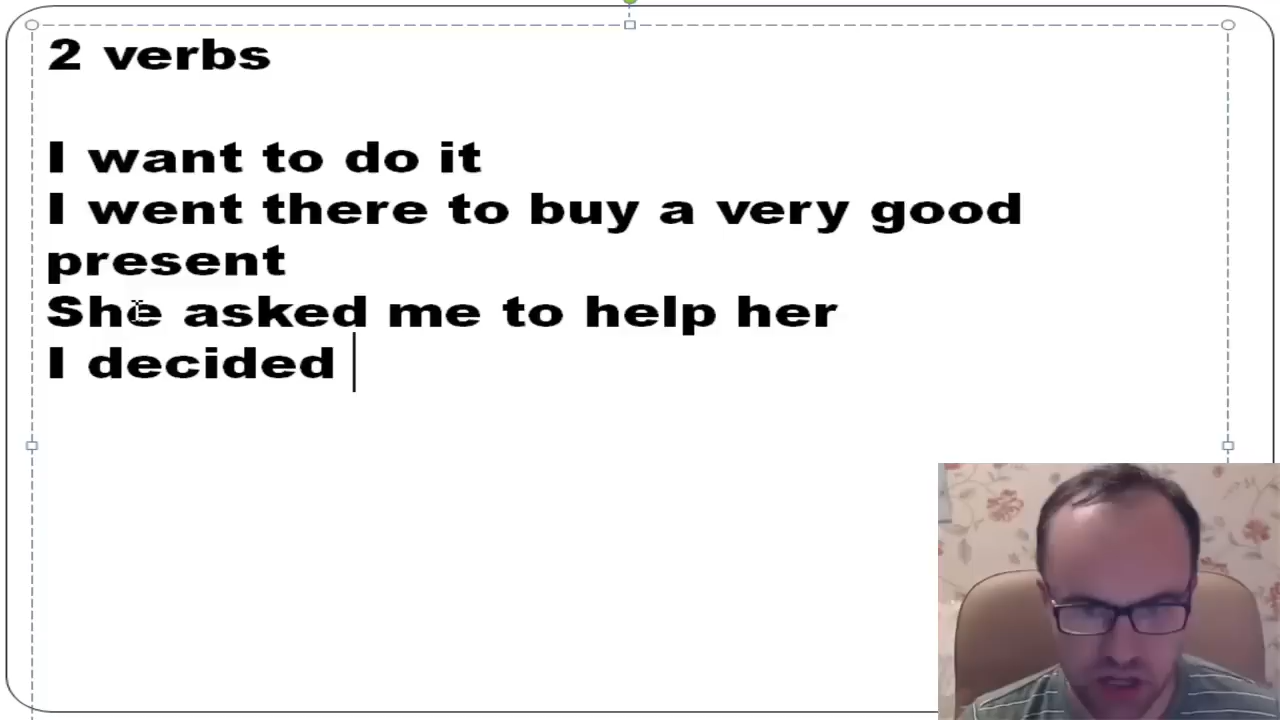 2 verbs
I want to do it
I went there to buy a very good
present
She asked me to help her
I decided